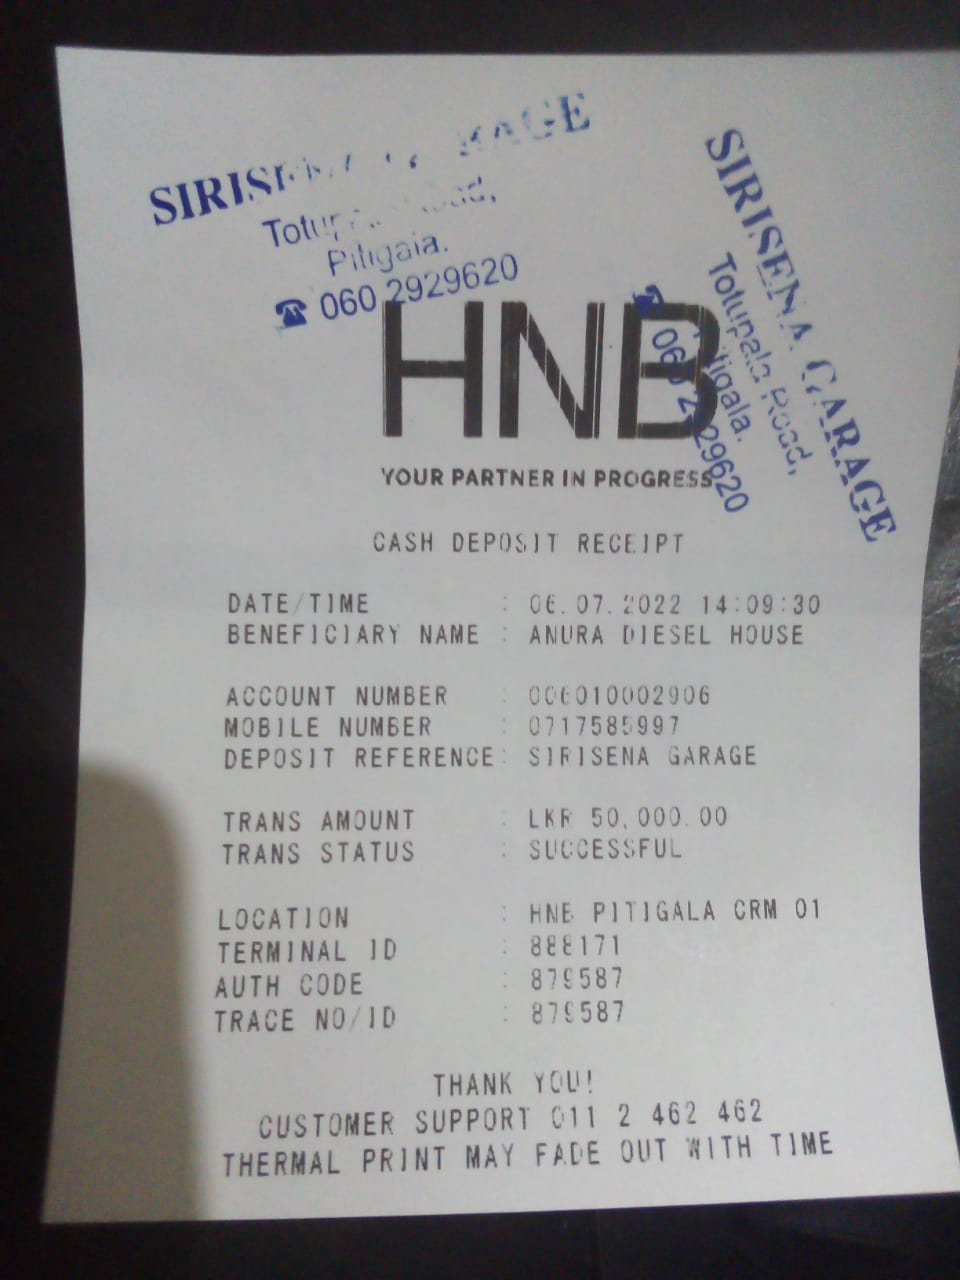 SIRISENA GARAGE
Totupala Road,
Pitigala.
☎ 060 2929620
SIRISENA GARAGE
Totupala Road,
Pitigala.
☎ 060 2929620
HNB
YOUR PARTNER IN PROGRESS
CASH DEPOSIT RECEIPT
DATE/TIME : 06.07.2022 14:09:30
BENEFICIARY NAME : ANURA DIESEL HOUSE
ACCOUNT NUMBER : 006010002906
MOBILE NUMBER : 0717585997
DEPOSIT REFERENCE: SIRISENA GARAGE
TRANS AMOUNT : LKR 50,000.00
TRANS STATUS : SUCCESSFUL
LOCATION : HNB PITIGALA CRM 01
TERMINAL ID : 888171
AUTH CODE : 879587
TRACE NO/ID : 879587
THANK YOU!
CUSTOMER SUPPORT 011 2 462 462
THERMAL PRINT MAY FADE OUT WITH TIME